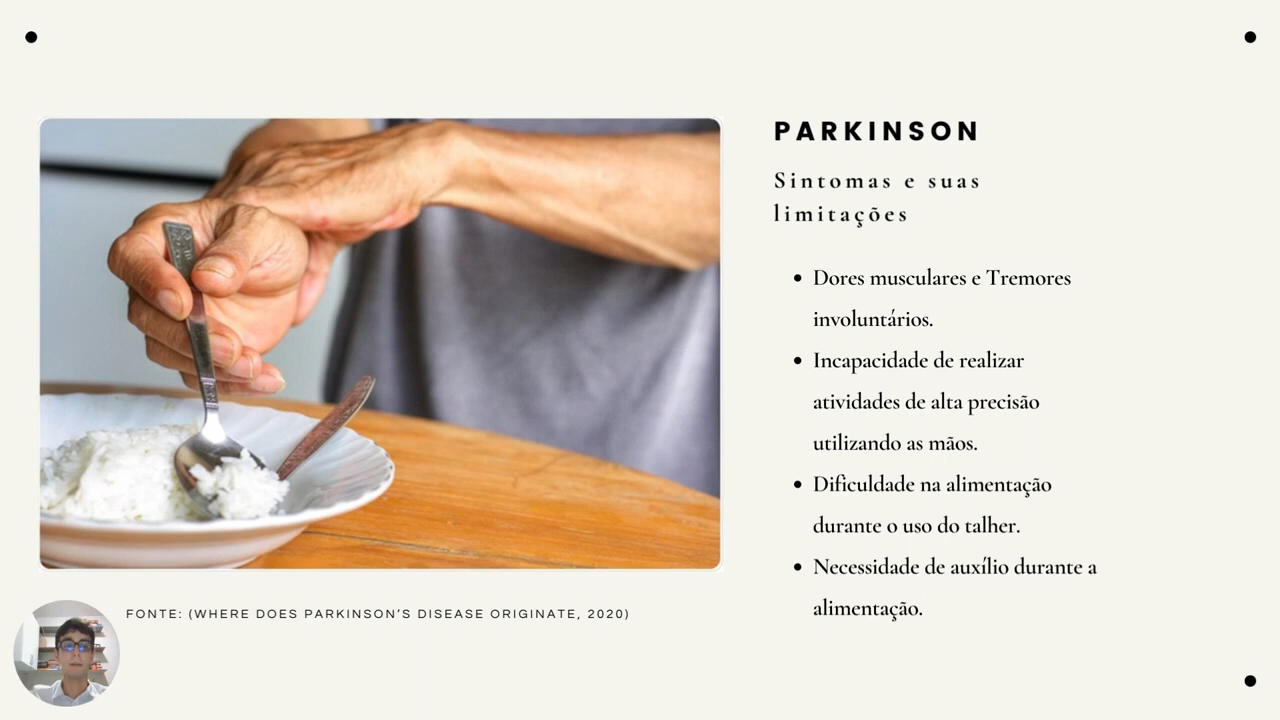 PARKINSON
Sintomas e suas
limitações
• Dores musculares e Tremores
involuntários.
• Incapacidade de realizar
atividades de alta precisão
utilizando as mãos.
• Dificuldade na alimentação
durante o uso do talher.
• Necessidade de auxílio durante a
alimentação.
FONTE: (WHERE DOES PARKINSON'S DISEASE ORIGINATE, 2020)